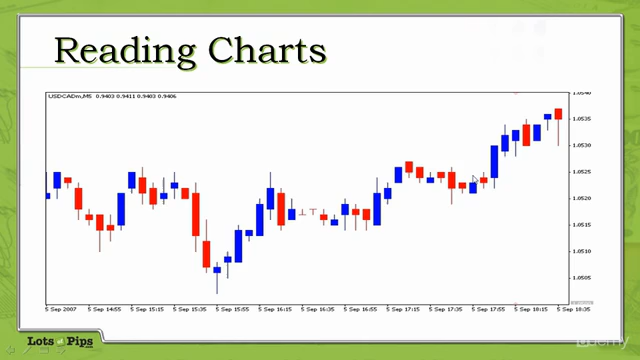 Reading Charts
USDCADm,M5 0.9403 0.9411 0.9403 0.9406
1.0540
1.0535
1.0530
1.0525
1.0520
1.0515
1.0510
1.0505
5 Sep 2007 5 Sep 14:55 5 Sep 15:15 5 Sep 15:35 5 Sep 15:55 5 Sep 16:15 5 Sep 16:35 5 Sep 16:55 5 Sep 17:15 5 Sep 17:35 5 Sep 17:55 5 Sep 18:15 5 Sep 18:35
Lots of Pips
Udemy